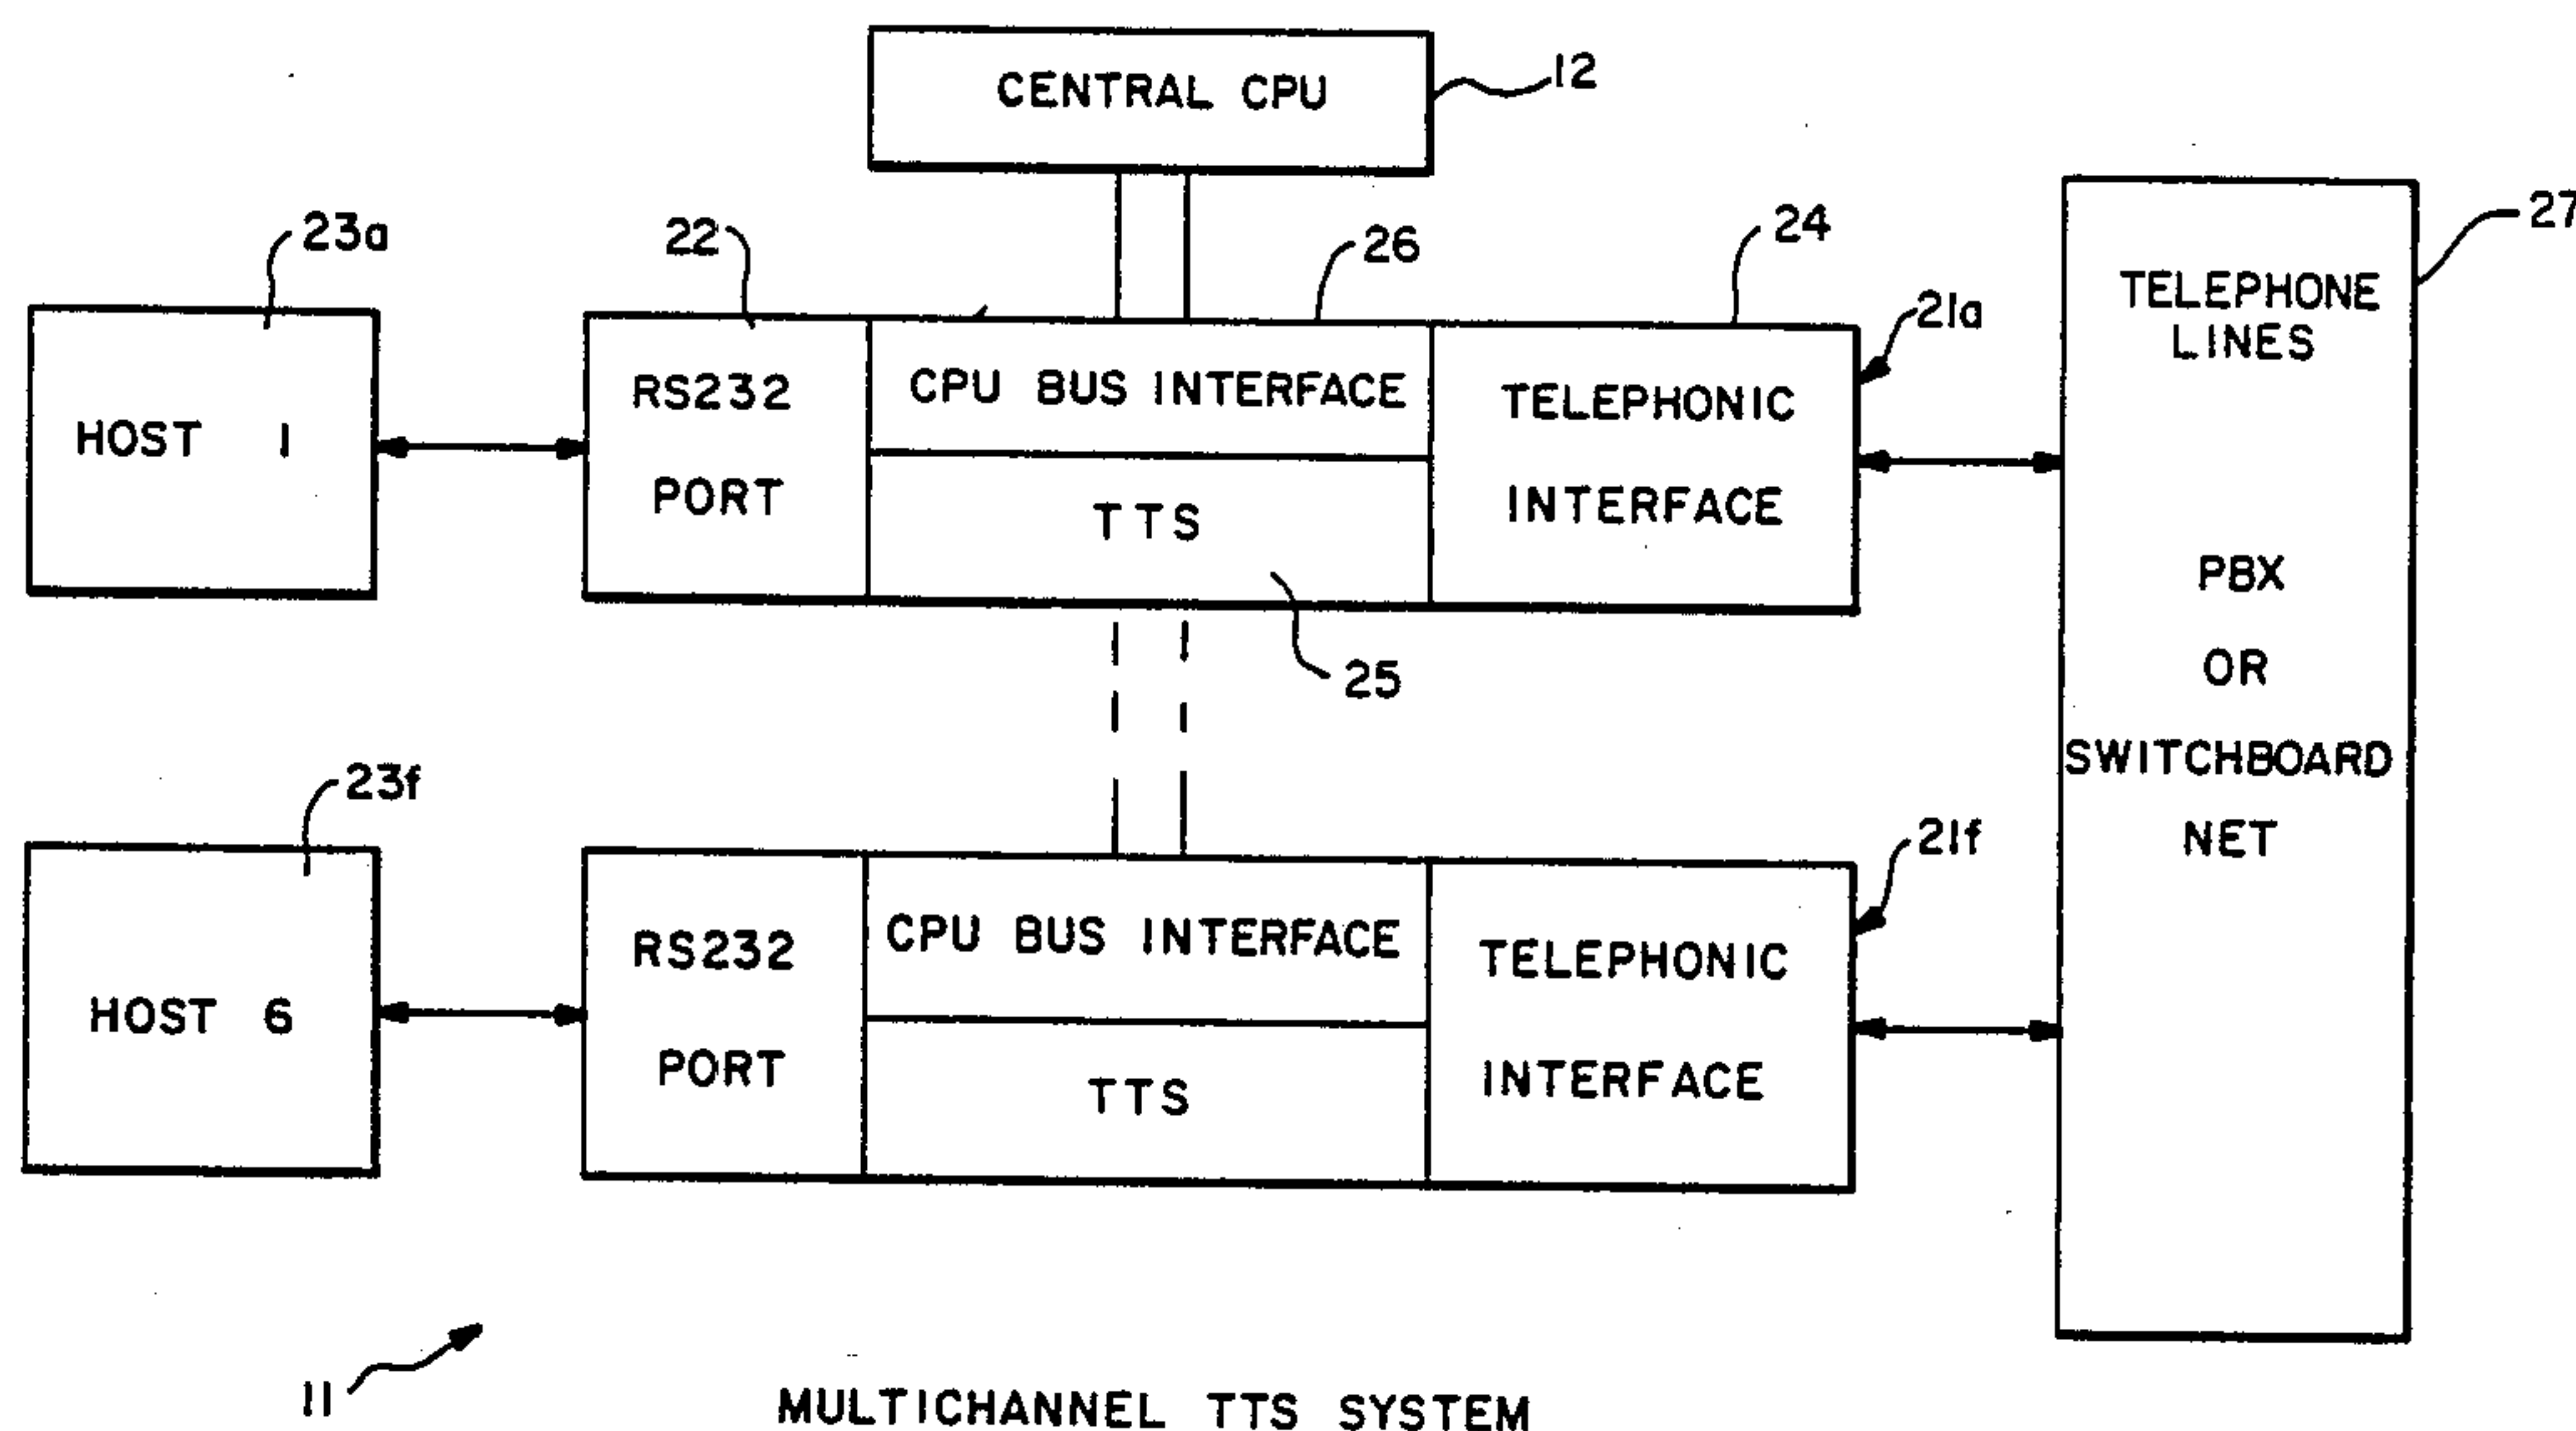 CENTRAL CPU
12
23a
22
26
24
21a
27
HOST 1
RS232
PORT
CPU BUS INTERFACE
TTS
25
TELEPHONIC
INTERFACE
TELEPHONE
LINES
PBX
OR
SWITCHBOARD
NET
23f
21f
HOST 6
RS232
PORT
CPU BUS INTERFACE
TTS
TELEPHONIC
INTERFACE
11
MULTICHANNEL TTS SYSTEM